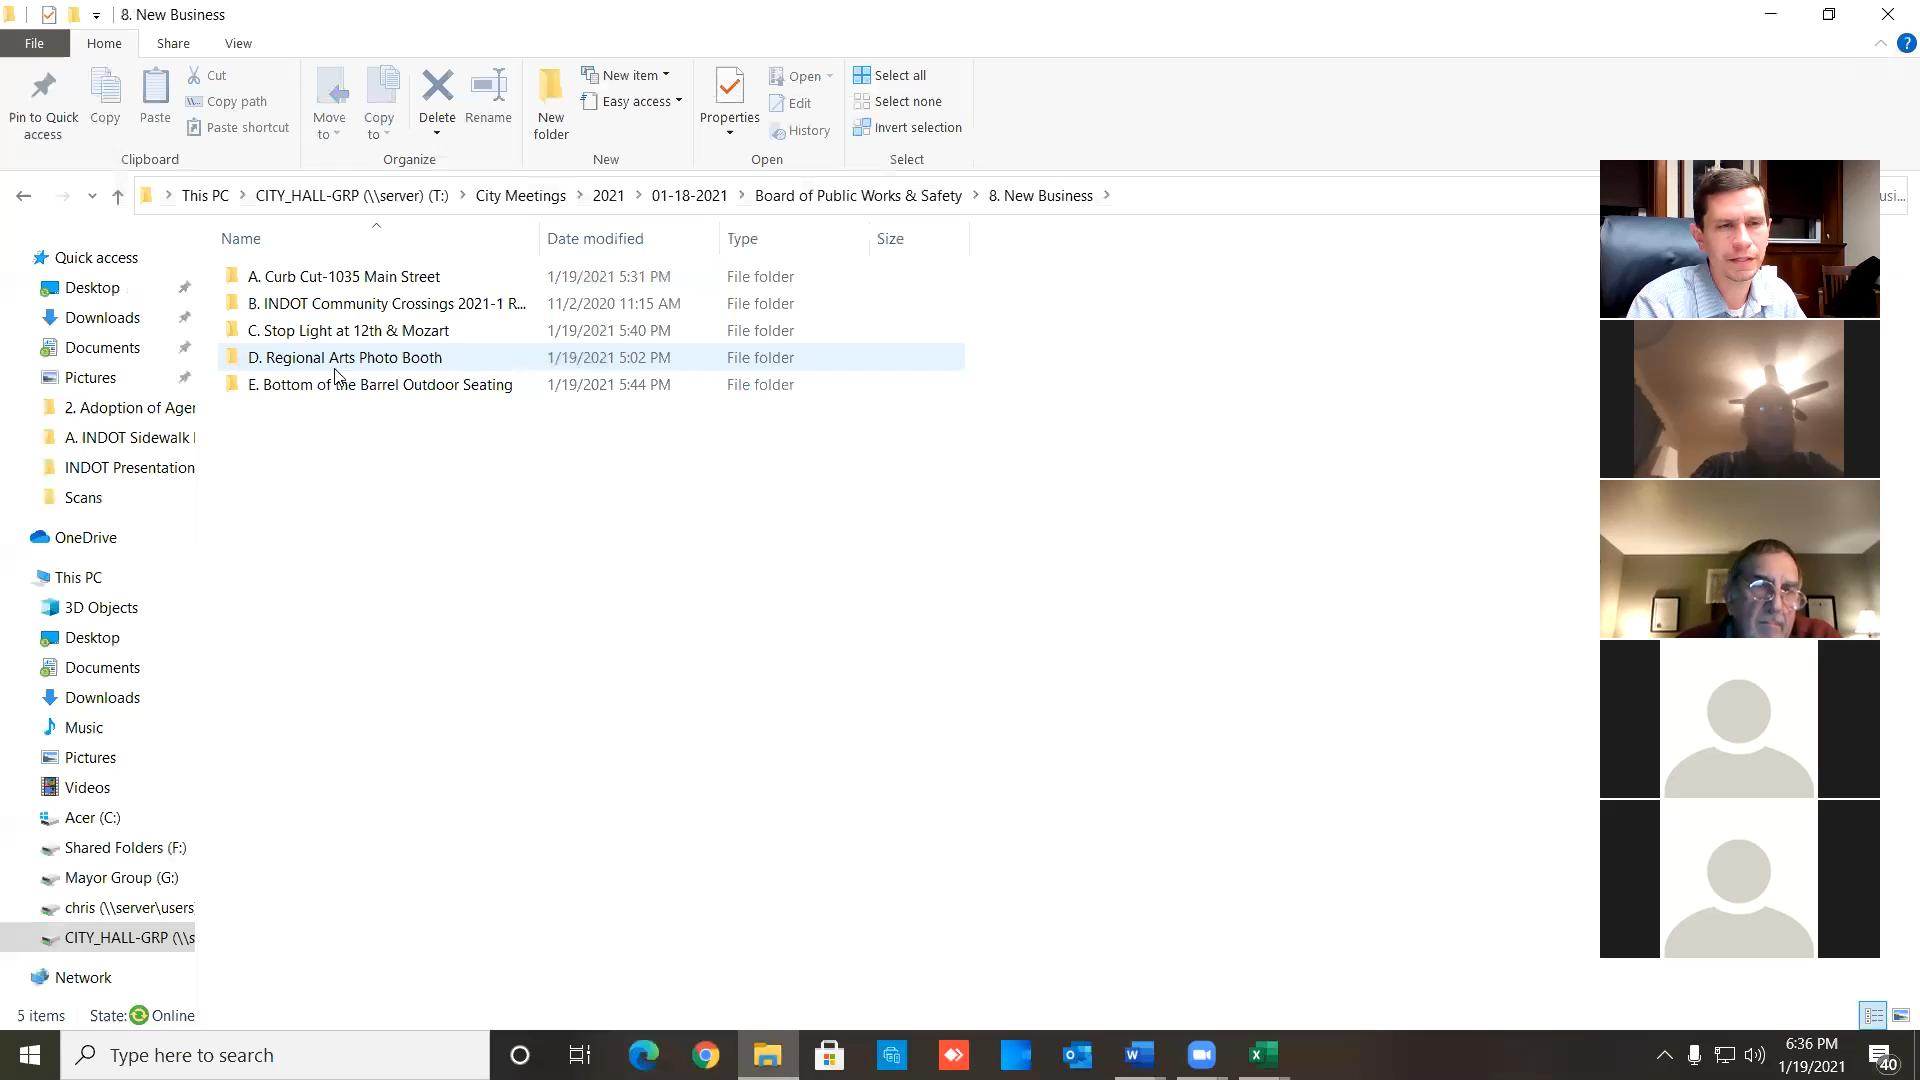 8. New Business
File
Home
Share
View
?
Pin to Quick access
Copy
Paste
Cut
Copy path
Paste shortcut
Clipboard
Move to
Copy to
Delete
Rename
Organize
New folder
New item
Easy access
New
Properties
Open
Edit
History
Open
Select all
Select none
Invert selection
Select
This PC > CITY_HALL-GRP (\\server) (T:) > City Meetings > 2021 > 01-18-2021 > Board of Public Works & Safety > 8. New Business >
usi...
Name Date modified Type Size
A. Curb Cut-1035 Main Street 1/19/2021 5:31 PM File folder
B. INDOT Community Crossings 2021-1 R... 11/2/2020 11:15 AM File folder
C. Stop Light at 12th & Mozart 1/19/2021 5:40 PM File folder
D. Regional Arts Photo Booth 1/19/2021 5:02 PM File folder
E. Bottom of the Barrel Outdoor Seating 1/19/2021 5:44 PM File folder
Quick access
Desktop
Downloads
Documents
Pictures
2. Adoption of Agen
A. INDOT Sidewalk
INDOT Presentation
Scans
OneDrive
This PC
3D Objects
Desktop
Documents
Downloads
Music
Pictures
Videos
Acer (C:)
Shared Folders (F:)
Mayor Group (G:)
chris (\\server\users
CITY_HALL-GRP (\\s
Network
5 items State: Online
Type here to search
6:36 PM
1/19/2021
40